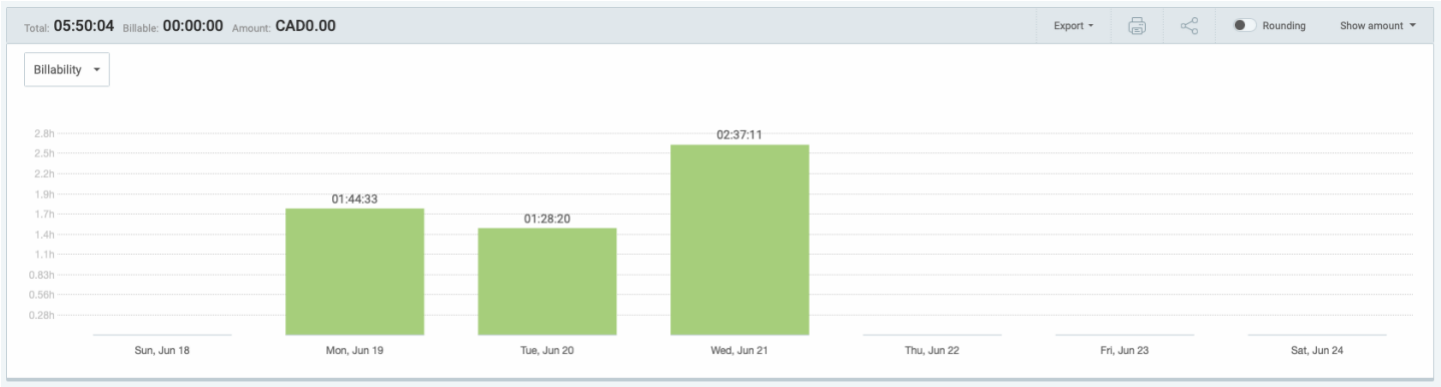 Total: 05:50:04 Billable: 00:00:00 Amount: CAD0.00 Export Rounding Show amount
Billability
2.8h
2.5h
2.2h
1.9h
1.7h
1.4h
1.1h
0.83h
0.56h
0.28h
02:37:11
01:44:33
01:28:20
Sun, Jun 18 Mon, Jun 19 Tue, Jun 20 Wed, Jun 21 Thu, Jun 22 Fri, Jun 23 Sat, Jun 24